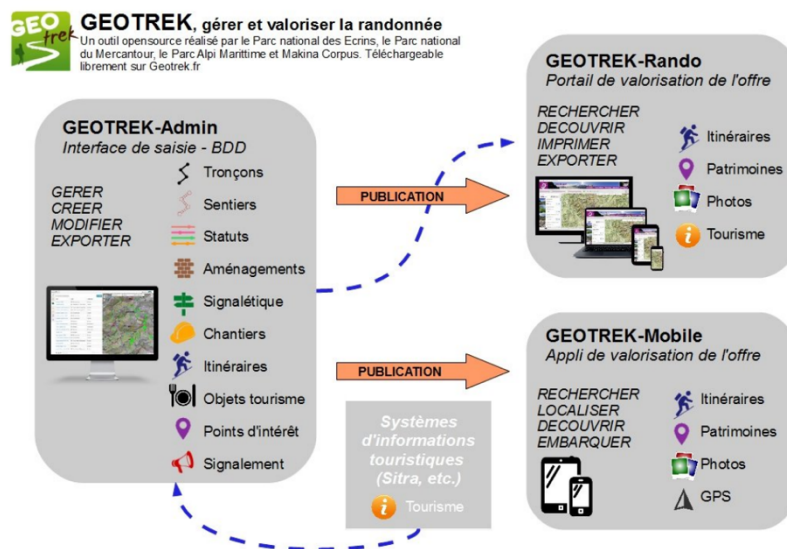 GEO
trek
GEOTREK, gérer et valoriser la randonnée
Un outil opensource réalisé par le Parc national des Ecrins, le Parc national
du Mercantour, le Parc Alpi Marittime et Makina Corpus. Téléchargeable
librement sur Geotrek.fr
GEOTREK-Admin
Interface de saisie - BDD
GERER
CREER
MODIFIER
EXPORTER
Tronçons
Sentiers
Statuts
Aménagements
Signalétique
Chantiers
Itinéraires
Objets tourisme
Points d'intérêt
Signalement
PUBLICATION
PUBLICATION
Systèmes
d'informations
touristiques
(Sitra, etc.)
Tourisme
GEOTREK-Rando
Portail de valorisation de l'offre
RECHERCHER
DECOUVRIR
IMPRIMER
EXPORTER
Itinéraires
Patrimoines
Photos
Tourisme
GEOTREK-Mobile
Appli de valorisation de l'offre
RECHERCHER
LOCALISER
DECOUVRIR
EMBARQUER
Itinéraires
Patrimoines
Photos
GPS